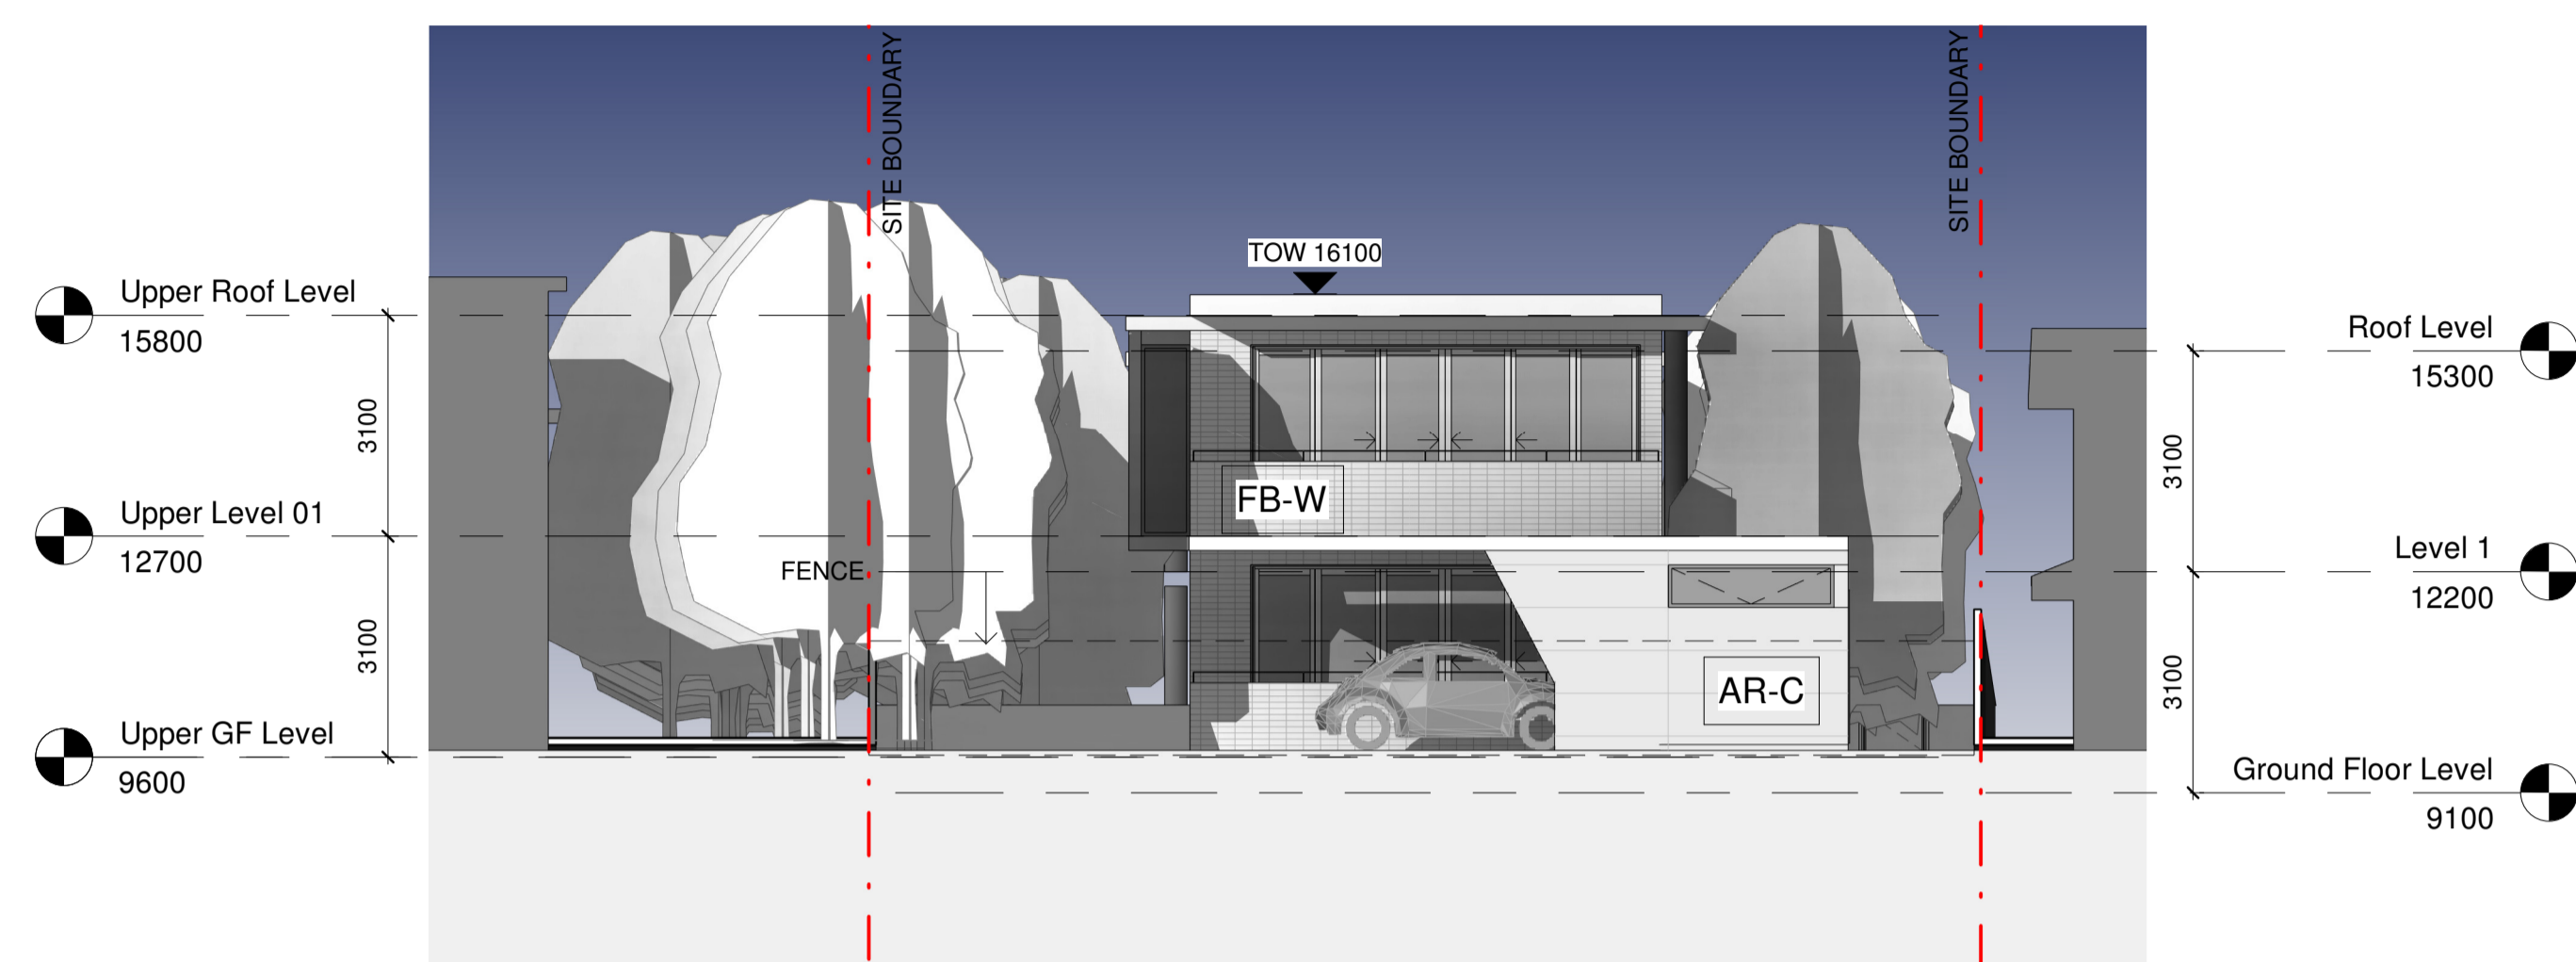 SITE BOUNDARY
SITE BOUNDARY
TOW 16100
Upper Roof Level
15800
Roof Level
15300
3100
3100
FB-W
Upper Level 01
12700
Level 1
12200
FENCE
3100
3100
AR-C
Upper GF Level
9600
Ground Floor Level
9100